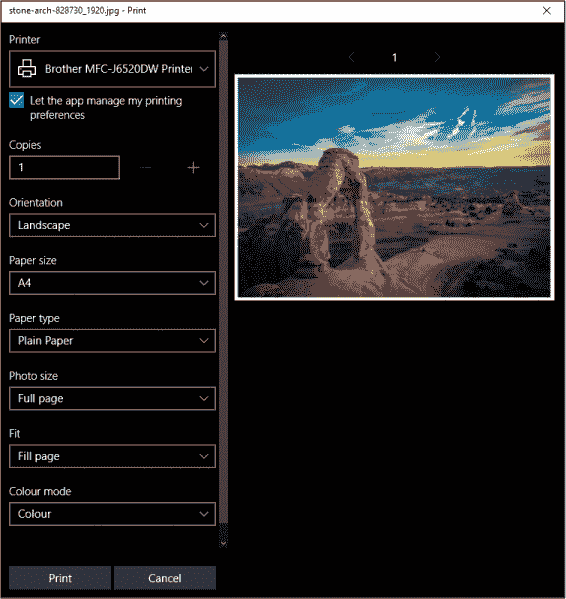 stone-arch-828730_1920.jpg - Print
Printer
Brother MFC-J6520DW Printer
Let the app manage my printing
preferences
Copies
1
Orientation
Landscape
Paper size
A4
Paper type
Plain Paper
Photo size
Full page
Fit
Fill page
Colour mode
Colour
Print
Cancel
1